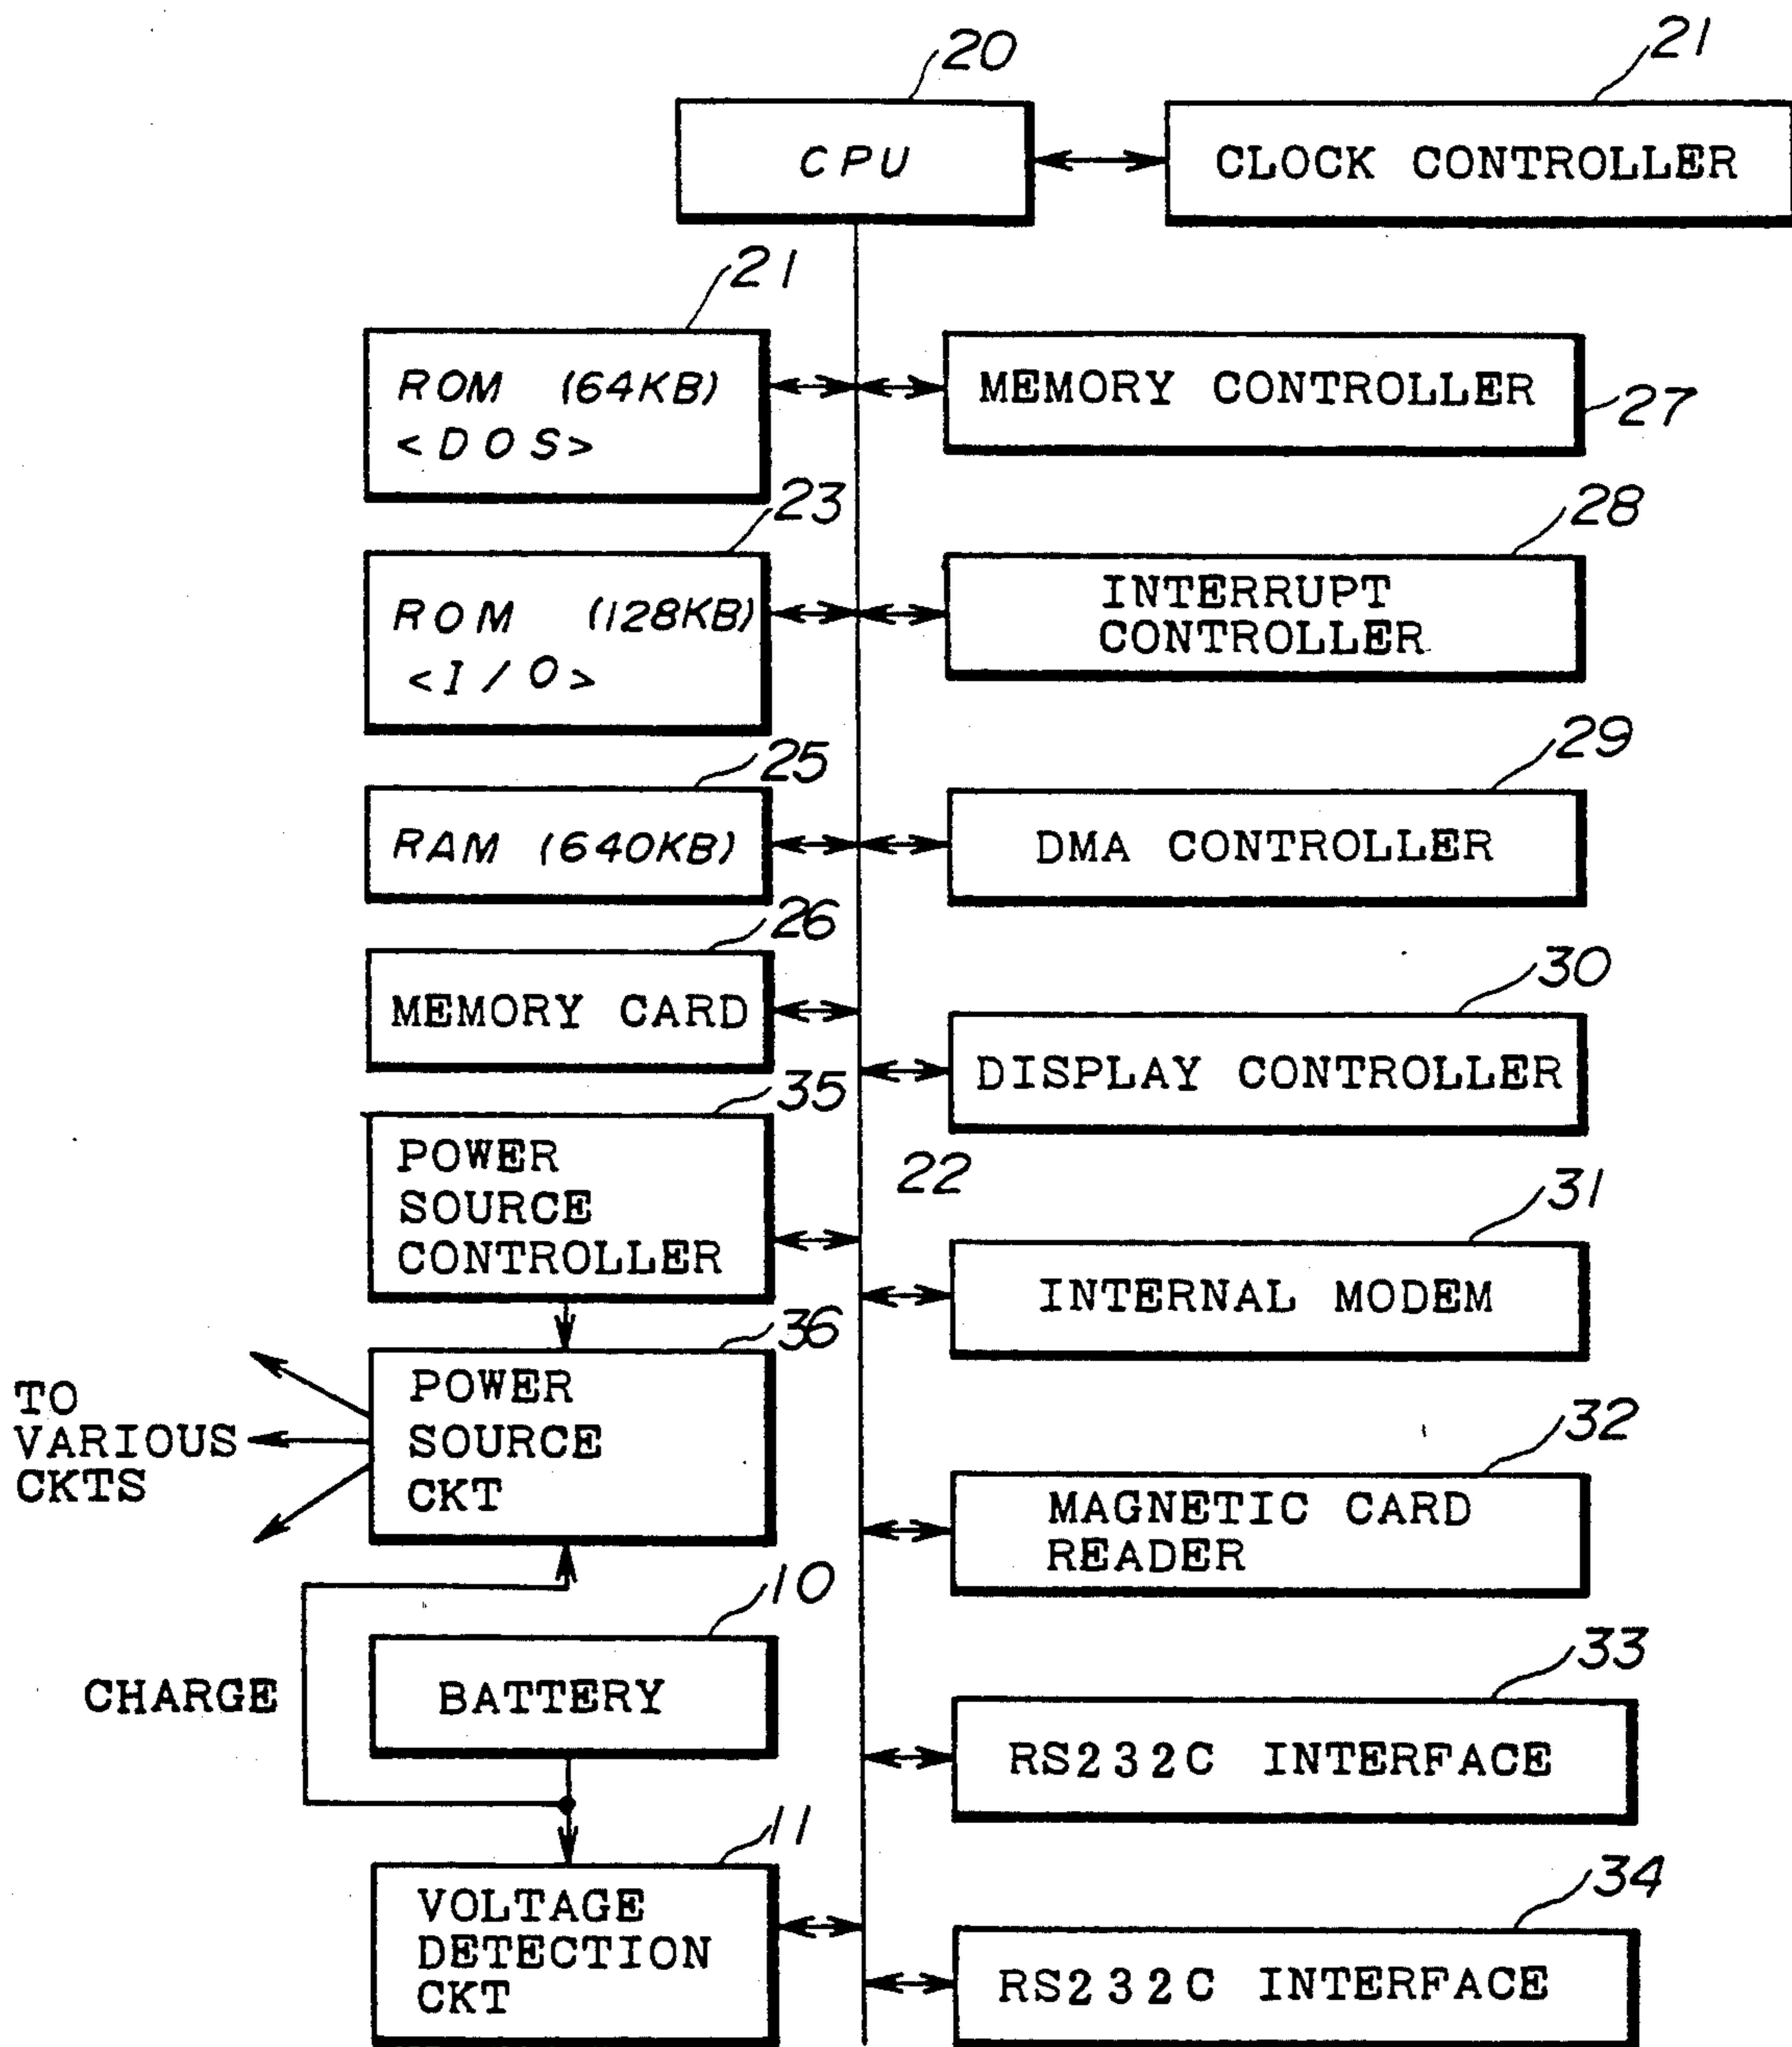 20
21
CPU
CLOCK CONTROLLER
21
ROM (64KB)
<DOS>
MEMORY CONTROLLER
27
23
ROM (128KB)
<I/O>
28
INTERRUPT
CONTROLLER
25
RAM (640KB)
29
DMA CONTROLLER
26
MEMORY CARD
30
DISPLAY CONTROLLER
35
POWER
SOURCE
CONTROLLER
22
31
INTERNAL MODEM
36
POWER
SOURCE
CKT
TO
VARIOUS
CKTS
32
MAGNETIC CARD
READER
10
BATTERY
CHARGE
33
RS232C INTERFACE
11
VOLTAGE
DETECTION
CKT
34
RS232C INTERFACE